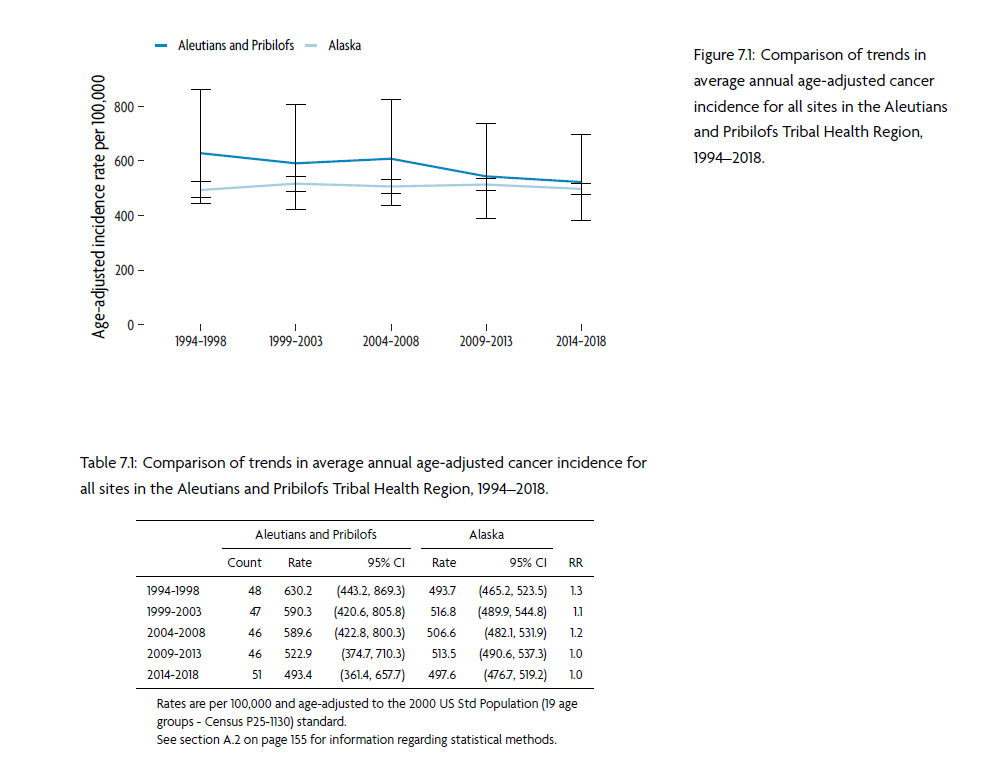 Aleutians and Pribilofs Alaska
Figure 7.1: Comparison of trends in
average annual age-adjusted cancer
incidence for all sites in the Aleutians
and Pribilofs Tribal Health Region,
1994–2018.
Age-adjusted incidence rate per 100,000
800
600
400
200
0
1994-1998 1999-2003 2004-2008 2009-2013 2014-2018
Table 7.1: Comparison of trends in average annual age-adjusted cancer incidence for
all sites in the Aleutians and Pribilofs Tribal Health Region, 1994–2018.
Aleutians and Pribilofs Alaska
Count Rate 95% CI Rate 95% CI RR
1994-1998 48 630.2 (443.2, 869.3) 493.7 (465.2, 523.5) 1.3
1999-2003 47 590.3 (420.6, 805.8) 516.8 (489.9, 544.8) 1.1
2004-2008 46 589.6 (422.8, 800.3) 506.6 (482.1, 531.9) 1.2
2009-2013 46 522.9 (374.7, 710.3) 513.5 (490.6, 537.3) 1.0
2014-2018 51 493.4 (361.4, 657.7) 497.6 (476.7, 519.2) 1.0
Rates are per 100,000 and age-adjusted to the 2000 US Std Population (19 age
groups - Census P25-1130) standard.
See section A.2 on page 155 for information regarding statistical methods.